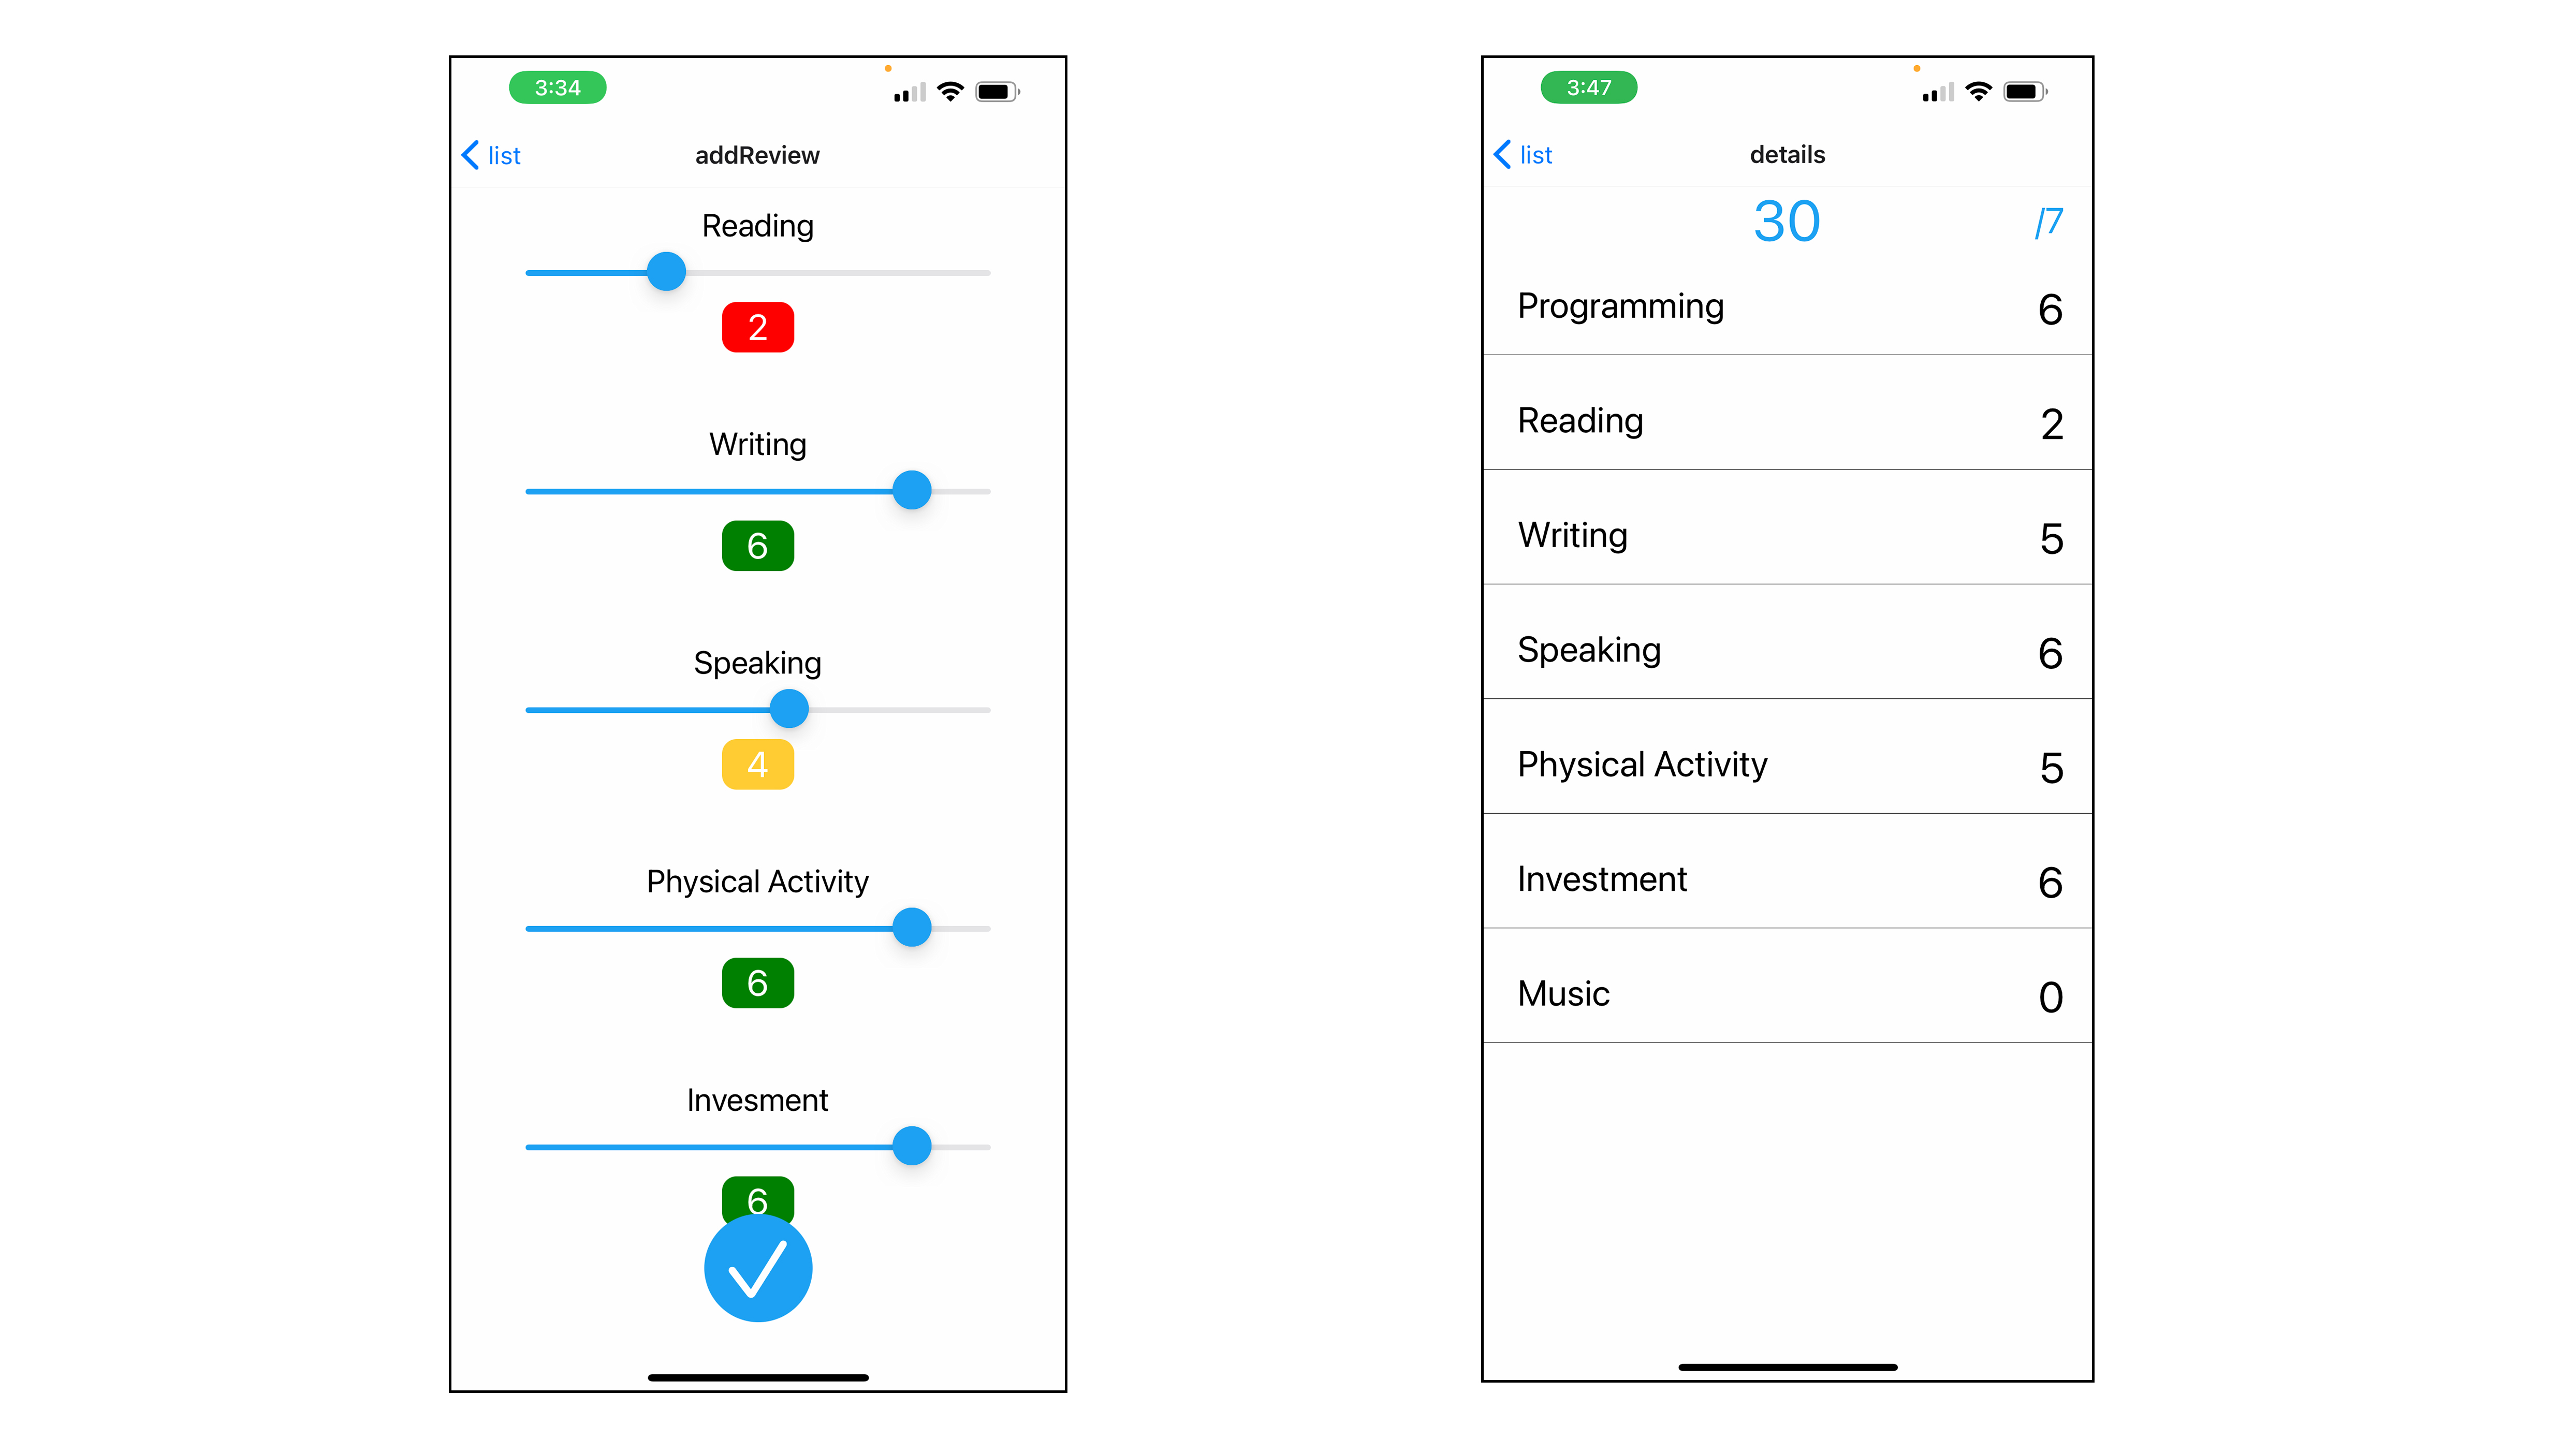 3:34
list
addReview
Reading
2
Writing
6
Speaking
4
Physical Activity
6
Invesment
6
3:47
list
details
30 /7
Programming 6
Reading 2
Writing 5
Speaking 6
Physical Activity 5
Investment 6
Music 0